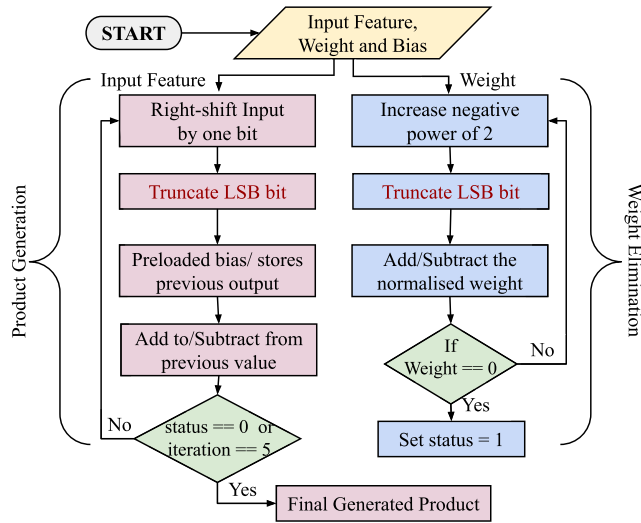 START
Input Feature,
Weight and Bias
Input Feature
Weight
Right-shift Input
by one bit
Increase negative
power of 2
Truncate LSB bit
Truncate LSB bit
Preloaded bias/ stores
previous output
Add/Subtract the
normalised weight
Add to/Subtract from
previous value
If
Weight == 0
No
Yes
Set status = 1
No
status == 0 or
iteration == 5
Yes
Final Generated Product
Product Generation
Weight Elimination